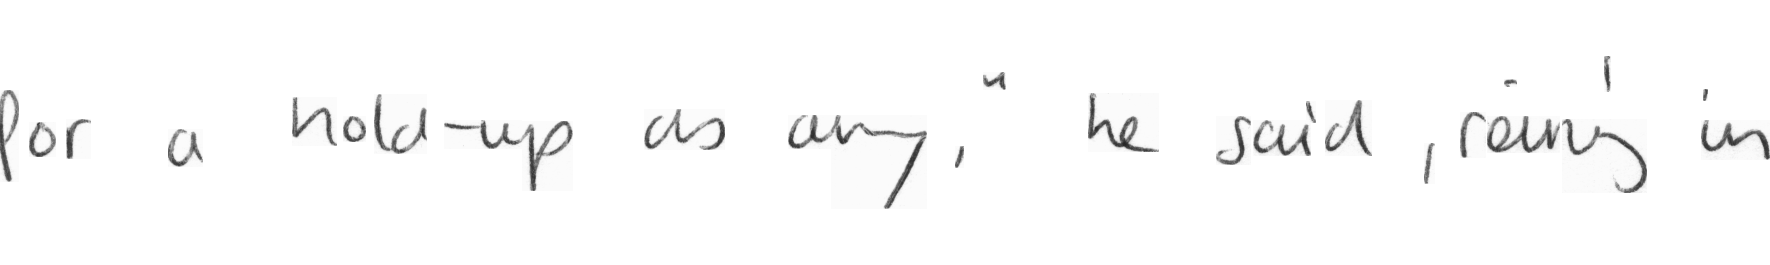 for a hold-up as any," he said, reining in